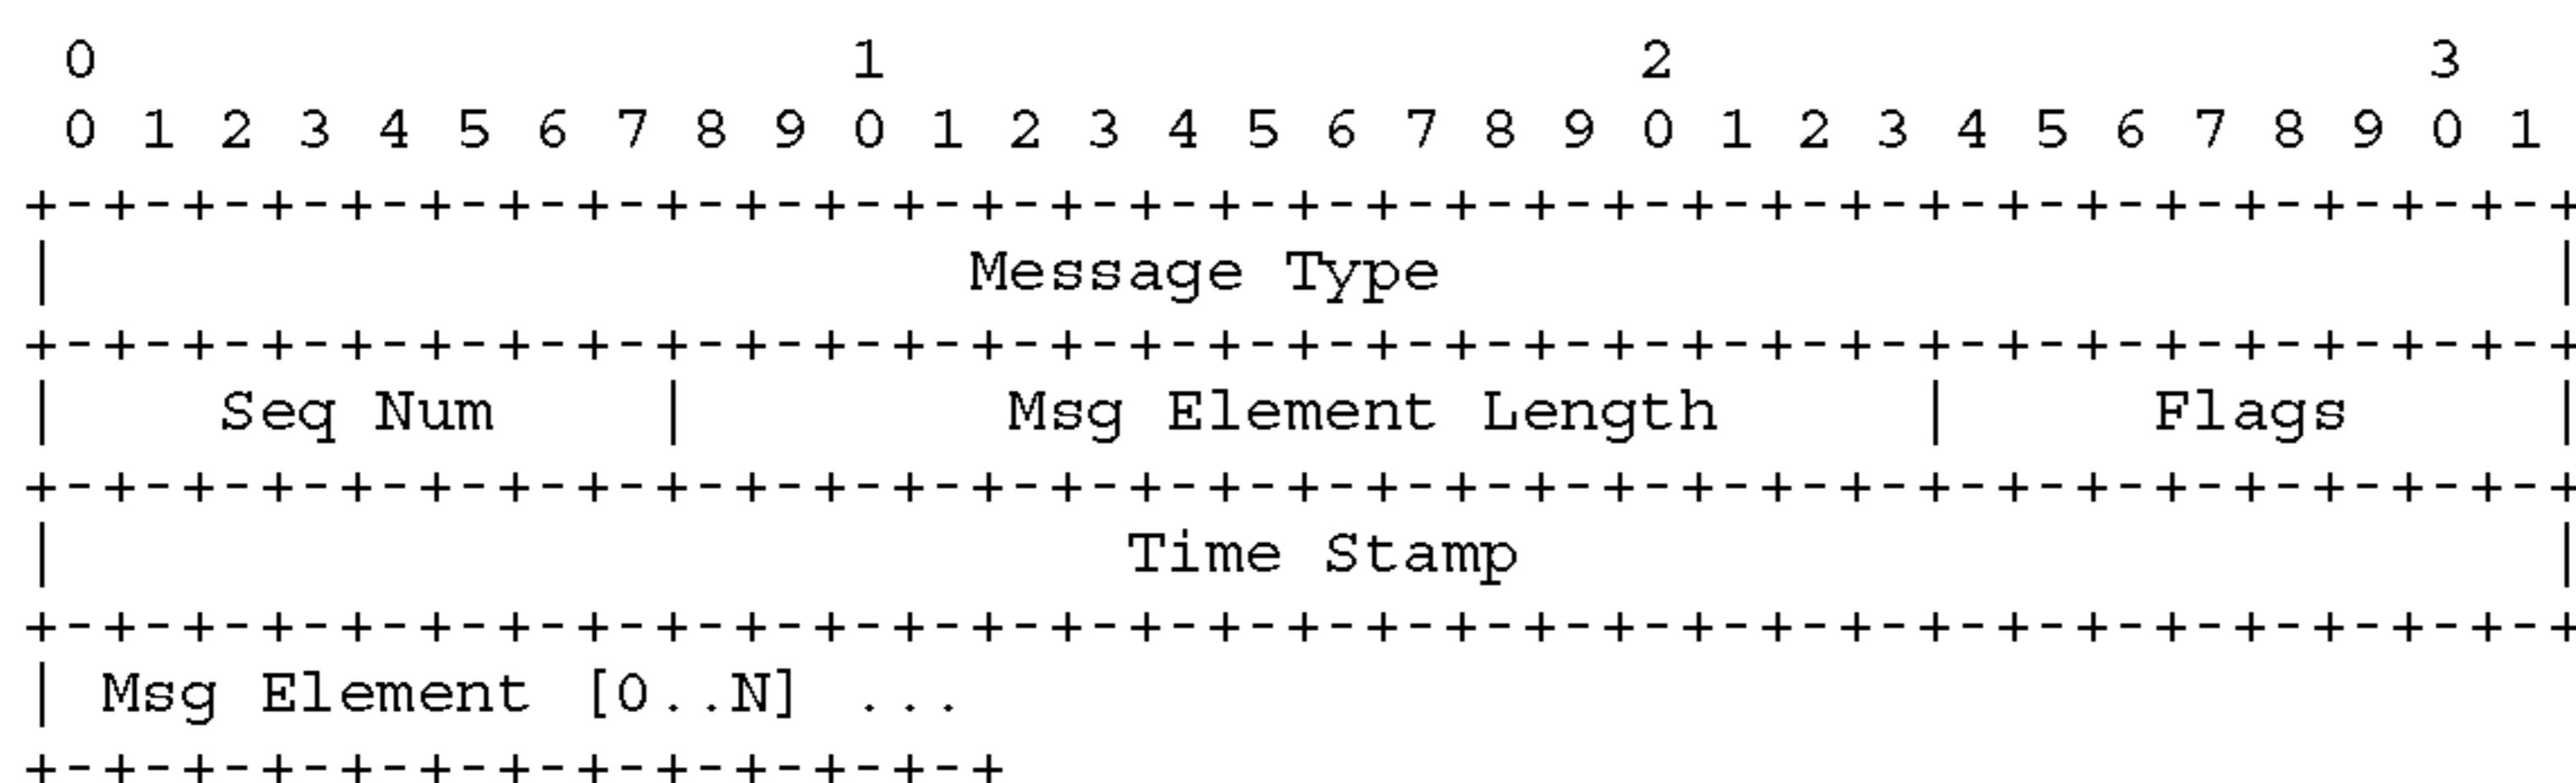 0 1 2 3
0 1 2 3 4 5 6 7 8 9 0 1 2 3 4 5 6 7 8 9 0 1 2 3 4 5 6 7 8 9 0 1
+-+-+-+-+-+-+-+-+-+-+-+-+-+-+-+-+-+-+-+-+-+-+-+-+-+-+-+-+-+-+-+-+
| Message Type |
+-+-+-+-+-+-+-+-+-+-+-+-+-+-+-+-+-+-+-+-+-+-+-+-+-+-+-+-+-+-+-+-+
| Seq Num | Msg Element Length | Flags |
+-+-+-+-+-+-+-+-+-+-+-+-+-+-+-+-+-+-+-+-+-+-+-+-+-+-+-+-+-+-+-+-+
| Time Stamp |
+-+-+-+-+-+-+-+-+-+-+-+-+-+-+-+-+-+-+-+-+-+-+-+-+-+-+-+-+-+-+-+-+
| Msg Element [0..N] ...
+-+-+-+-+-+-+-+-+-+-+-+-+